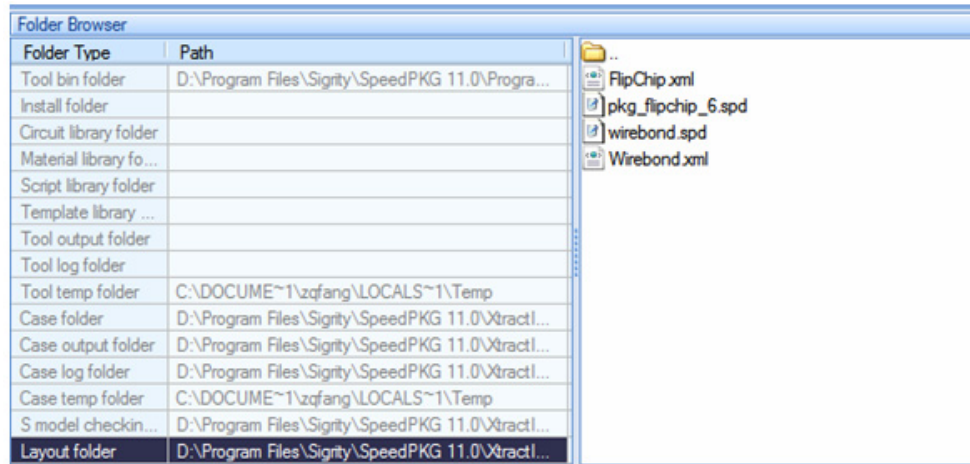 Folder Browser
Folder Type Path
Tool bin folder D:\Program Files\Sigrity\SpeedPKG 11.0\Progra...
Install folder
Circuit library folder
Material library fo...
Script library folder
Template library ...
Tool output folder
Tool log folder
Tool temp folder C:\DOCUME~1\zqfang\LOCALS~1\Temp
Case folder D:\Program Files\Sigrity\SpeedPKG 11.0\XtractI...
Case output folder D:\Program Files\Sigrity\SpeedPKG 11.0\XtractI...
Case log folder D:\Program Files\Sigrity\SpeedPKG 11.0\XtractI...
Case temp folder C:\DOCUME~1\zqfang\LOCALS~1\Temp
S model checkin... D:\Program Files\Sigrity\SpeedPKG 11.0\XtractI...
Layout folder D:\Program Files\Sigrity\SpeedPKG 11.0\XtractI...
..
FlipChip.xml
pkg_flipchip_6.spd
wirebond.spd
Wirebond.xml